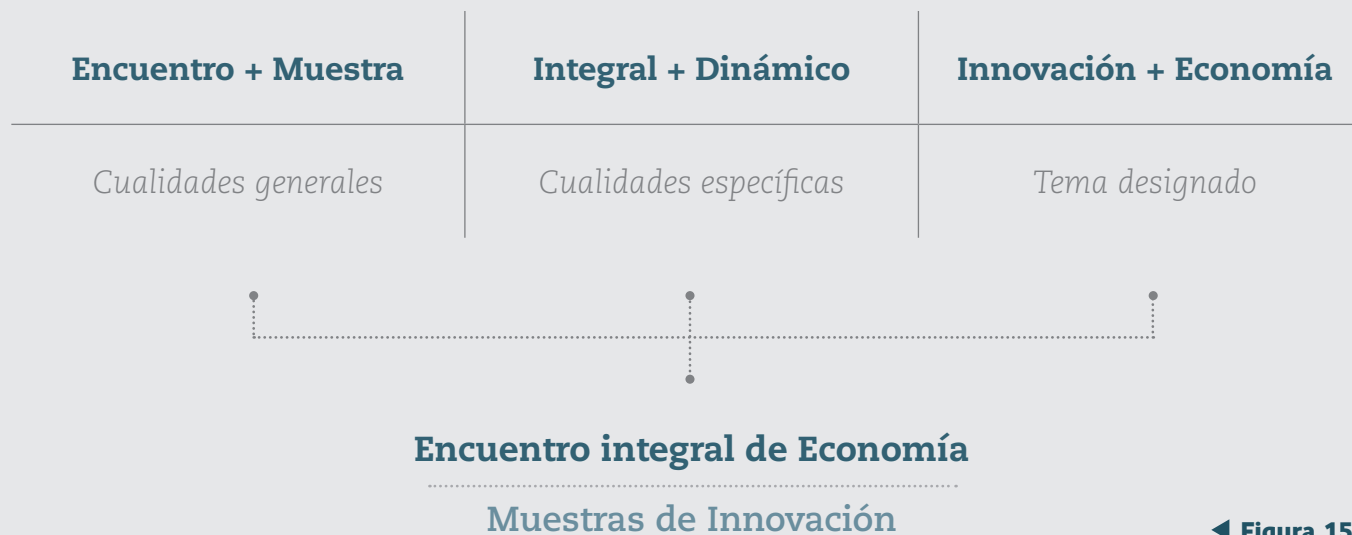 Encuentro + Muestra
Integral + Dinámico
Innovación + Economía
Cualidades generales
Cualidades específicas
Tema designado
Encuentro integral de Economía
Muestras de Innovación
◀ Figura 15